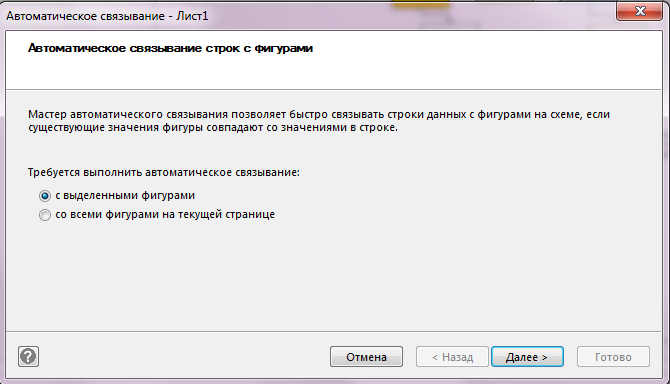 Автоматическое связывание - Лист1
Автоматическое связывание строк с фигурами
Мастер автоматического связывания позволяет быстро связывать строки данных с фигурами на схеме, если
существующие значения фигуры совпадают со значениями в строке.
Требуется выполнить автоматическое связывание:
с выделенными фигурами
со всеми фигурами на текущей странице
? Отмена < Назад Далее > Готово